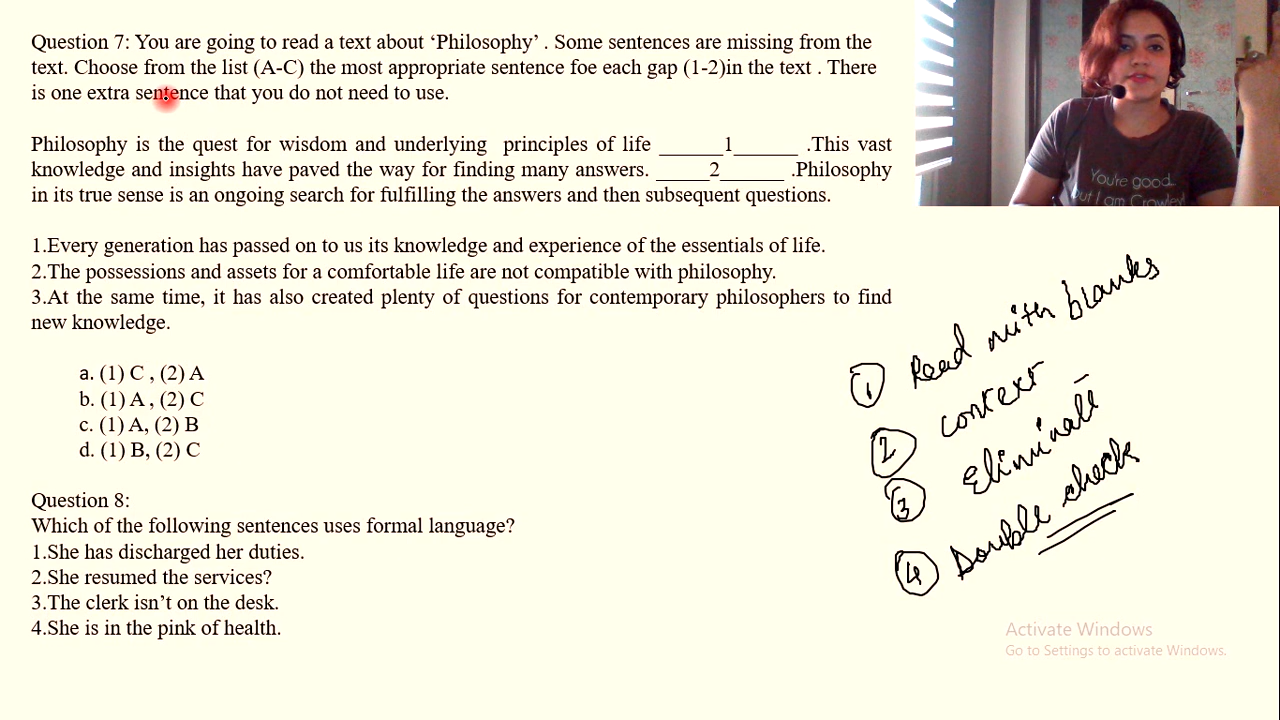 Question 7: You are going to read a text about ‘Philosophy’ . Some sentences are missing from the
text. Choose from the list (A-C) the most appropriate sentence foe each gap (1-2)in the text . There
is one extra sentence that you do not need to use.
Philosophy is the quest for wisdom and underlying principles of life ______1______ .This vast
knowledge and insights have paved the way for finding many answers. _____2______ .Philosophy
in its true sense is an ongoing search for fulfilling the answers and then subsequent questions.
1.Every generation has passed on to us its knowledge and experience of the essentials of life.
2.The possessions and assets for a comfortable life are not compatible with philosophy.
3.At the same time, it has also created plenty of questions for contemporary philosophers to find
new knowledge.
a. (1) C , (2) A
b. (1) A , (2) C
c. (1) A, (2) B
d. (1) B, (2) C
Question 8:
Which of the following sentences uses formal language?
1.She has discharged her duties.
2.She resumed the services?
3.The clerk isn’t on the desk.
4.She is in the pink of health.
You're good..
but I am Crowley!
1 Read with blanks
2 context
3 Eliminate
4 Double check
Activate Windows
Go to Settings to activate Windows.